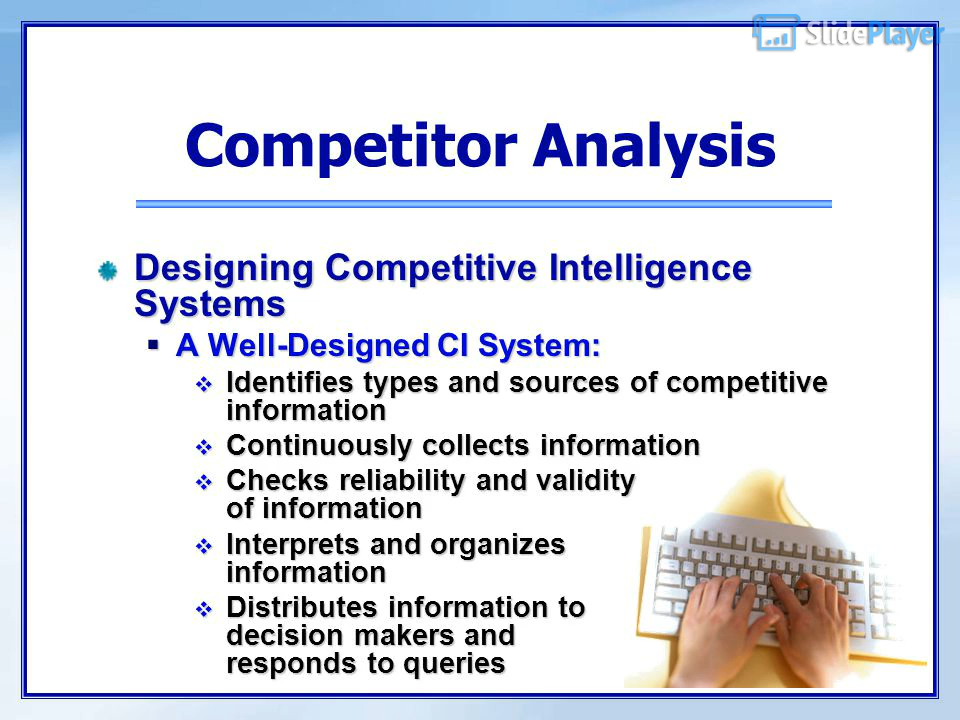 SlidePlayer
Competitor Analysis
Designing Competitive Intelligence
Systems
A Well-Designed CI System:
Identifies types and sources of competitive
information
Continuously collects information
Checks reliability and validity
of information
Interprets and organizes
information
Distributes information to
decision makers and
responds to queries